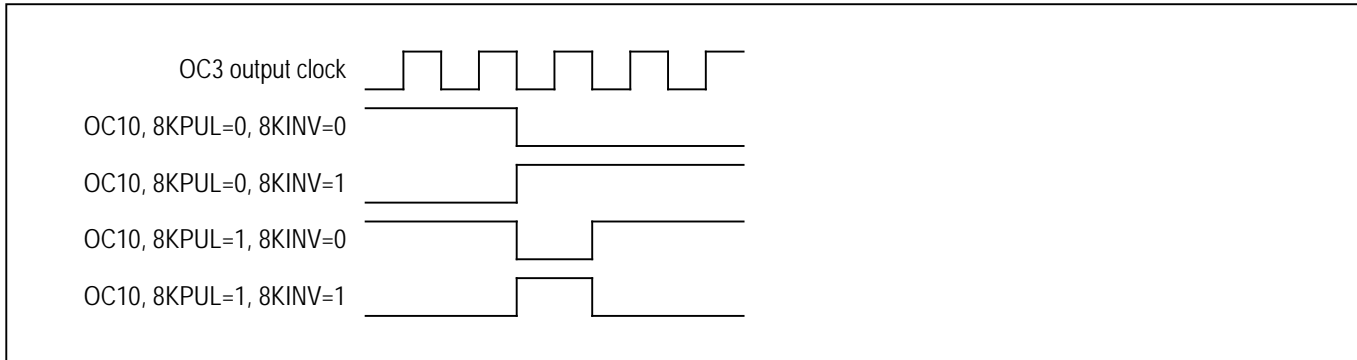 OC3 output clock
OC10, 8KPUL=0, 8KINV=0
OC10, 8KPUL=0, 8KINV=1
OC10, 8KPUL=1, 8KINV=0
OC10, 8KPUL=1, 8KINV=1